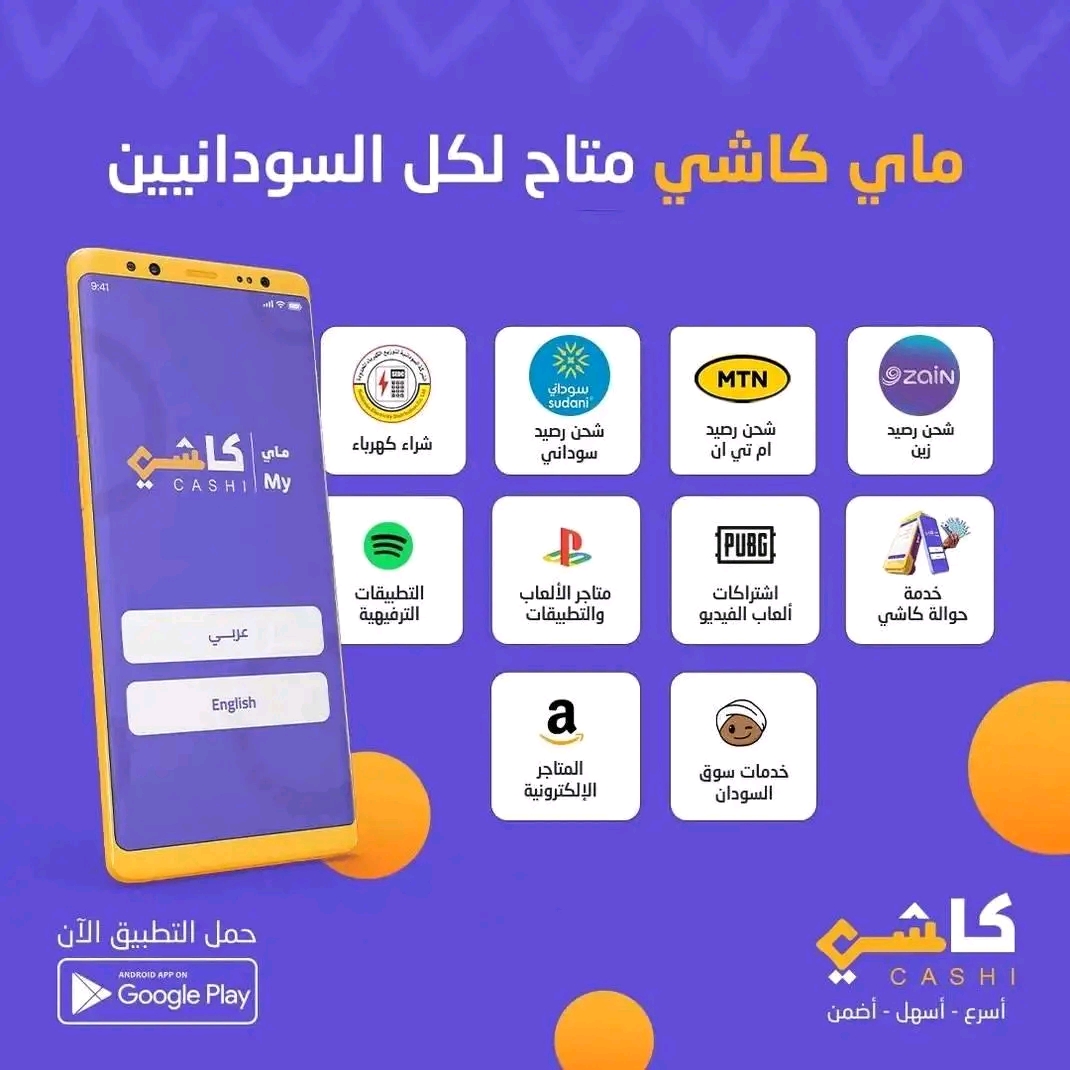 ماي كاشي متاح لكل السودانيين
9:41
كاشي
CASHI
ماي
My
عربي
English
zain
شحن رصيد
زين
MTN
شحن رصيد
ام تي ان
سوداني
sudani
شحن رصيد
سوداني
SEDC
شراء كهرباء
خدمة
حوالة كاشي
PUBG
اشتراكات
ألعاب الفيديو
متاجر الألعاب
والتطبيقات
التطبيقات
الترفيهية
خدمات سوق
السودان
a
المتاجر
الإلكترونية
حمل التطبيق الآن
ANDROID APP ON
Google Play
كاشي
CASHI
أسرع - أسهل - أضمن